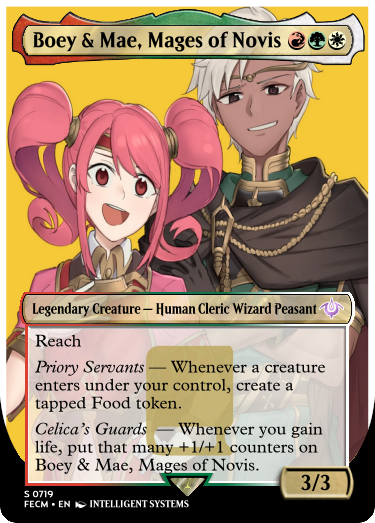 Boey & Mae, Mages of Novis
Legendary Creature — Human Cleric Wizard Peasant
Reach
Priory Servants — Whenever a creature
enters under your control, create a
tapped Food token.
Celica's Guards — Whenever you gain
life, put that many +1/+1 counters on
Boey & Mae, Mages of Novis.
3/3
S 0719
FECM • EN INTELLIGENT SYSTEMS